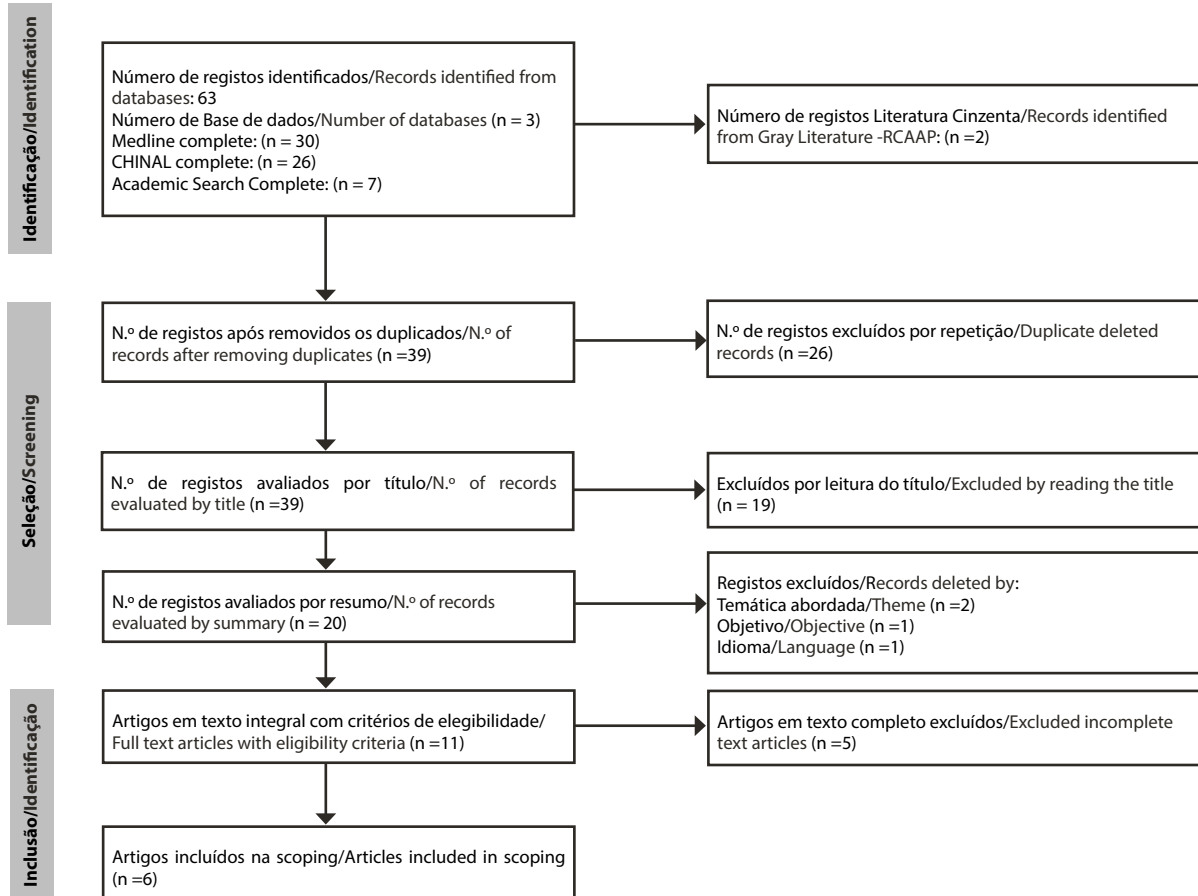 Identificação/Identification
Número de registos identificados/Records identified from
databases: 63
Número de Base de dados/Number of databases (n = 3)
Medline complete: (n = 30)
CHINAL complete: (n = 26)
Academic Search Complete: (n = 7)
Número de registos Literatura Cinzenta/Records identified
from Gray Literature -RCAAP: (n =2)
Seleção/Screening
N.º de registos após removidos os duplicados/N.º of
records after removing duplicates (n =39)
N.º de registos excluídos por repetição/Duplicate deleted
records (n =26)
N.º de registos avaliados por título/N.º of records
evaluated by title (n =39)
Excluídos por leitura do título/Excluded by reading the title
(n = 19)
N.º de registos avaliados por resumo/N.º of records
evaluated by summary (n = 20)
Registos excluídos/Records deleted by:
Temática abordada/Theme (n =2)
Objetivo/Objective (n =1)
Idioma/Language (n =1)
Inclusão/Identificação
Artigos em texto integral com critérios de elegebilidade/
Full text articles with eligibility criteria (n =11)
Artigos em texto completo excluídos/Excluded incomplete
text articles (n =5)
Artigos incluídos na scoping/Articles included in scoping
(n =6)